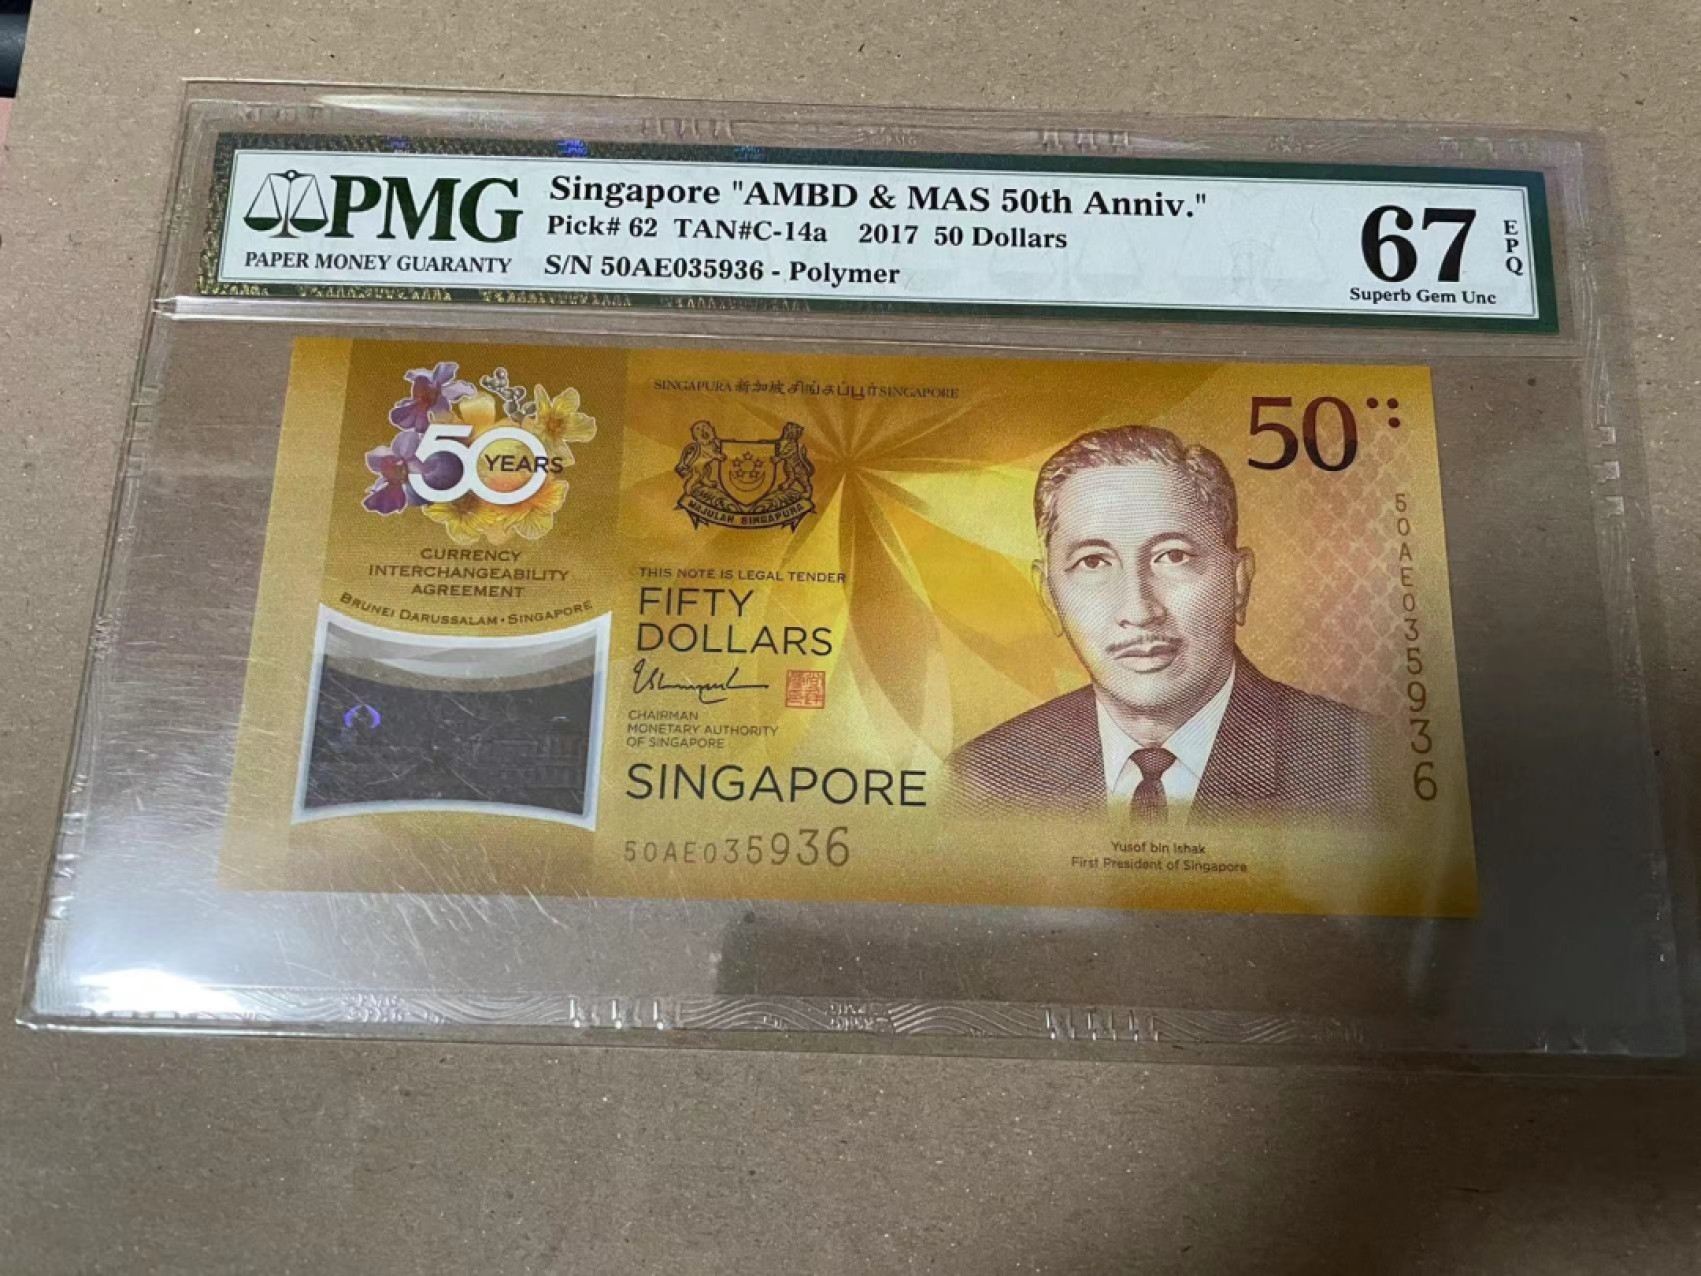 PMG
PAPER MONEY GUARANTY
Singapore "AMBD & MAS 50th Anniv."
Pick# 62 TAN#C-14a 2017 50 Dollars
S/N 50AE035936 - Polymer
67
EPQ
Superb Gem Unc
SINGAPURA 新加坡 சிங்கப்பூர் SINGAPORE
50
50 YEARS
CURRENCY
INTERCHANGEABILITY
AGREEMENT
BRUNEI DARUSSALAM • SINGAPORE
MAJULAH SINGAPURA
THIS NOTE IS LEGAL TENDER
FIFTY
DOLLARS
CHAIRMAN
MONETARY AUTHORITY
OF SINGAPORE
SINGAPORE
50AE035936
50AE035936
Yusof bin Ishak
First President of Singapore